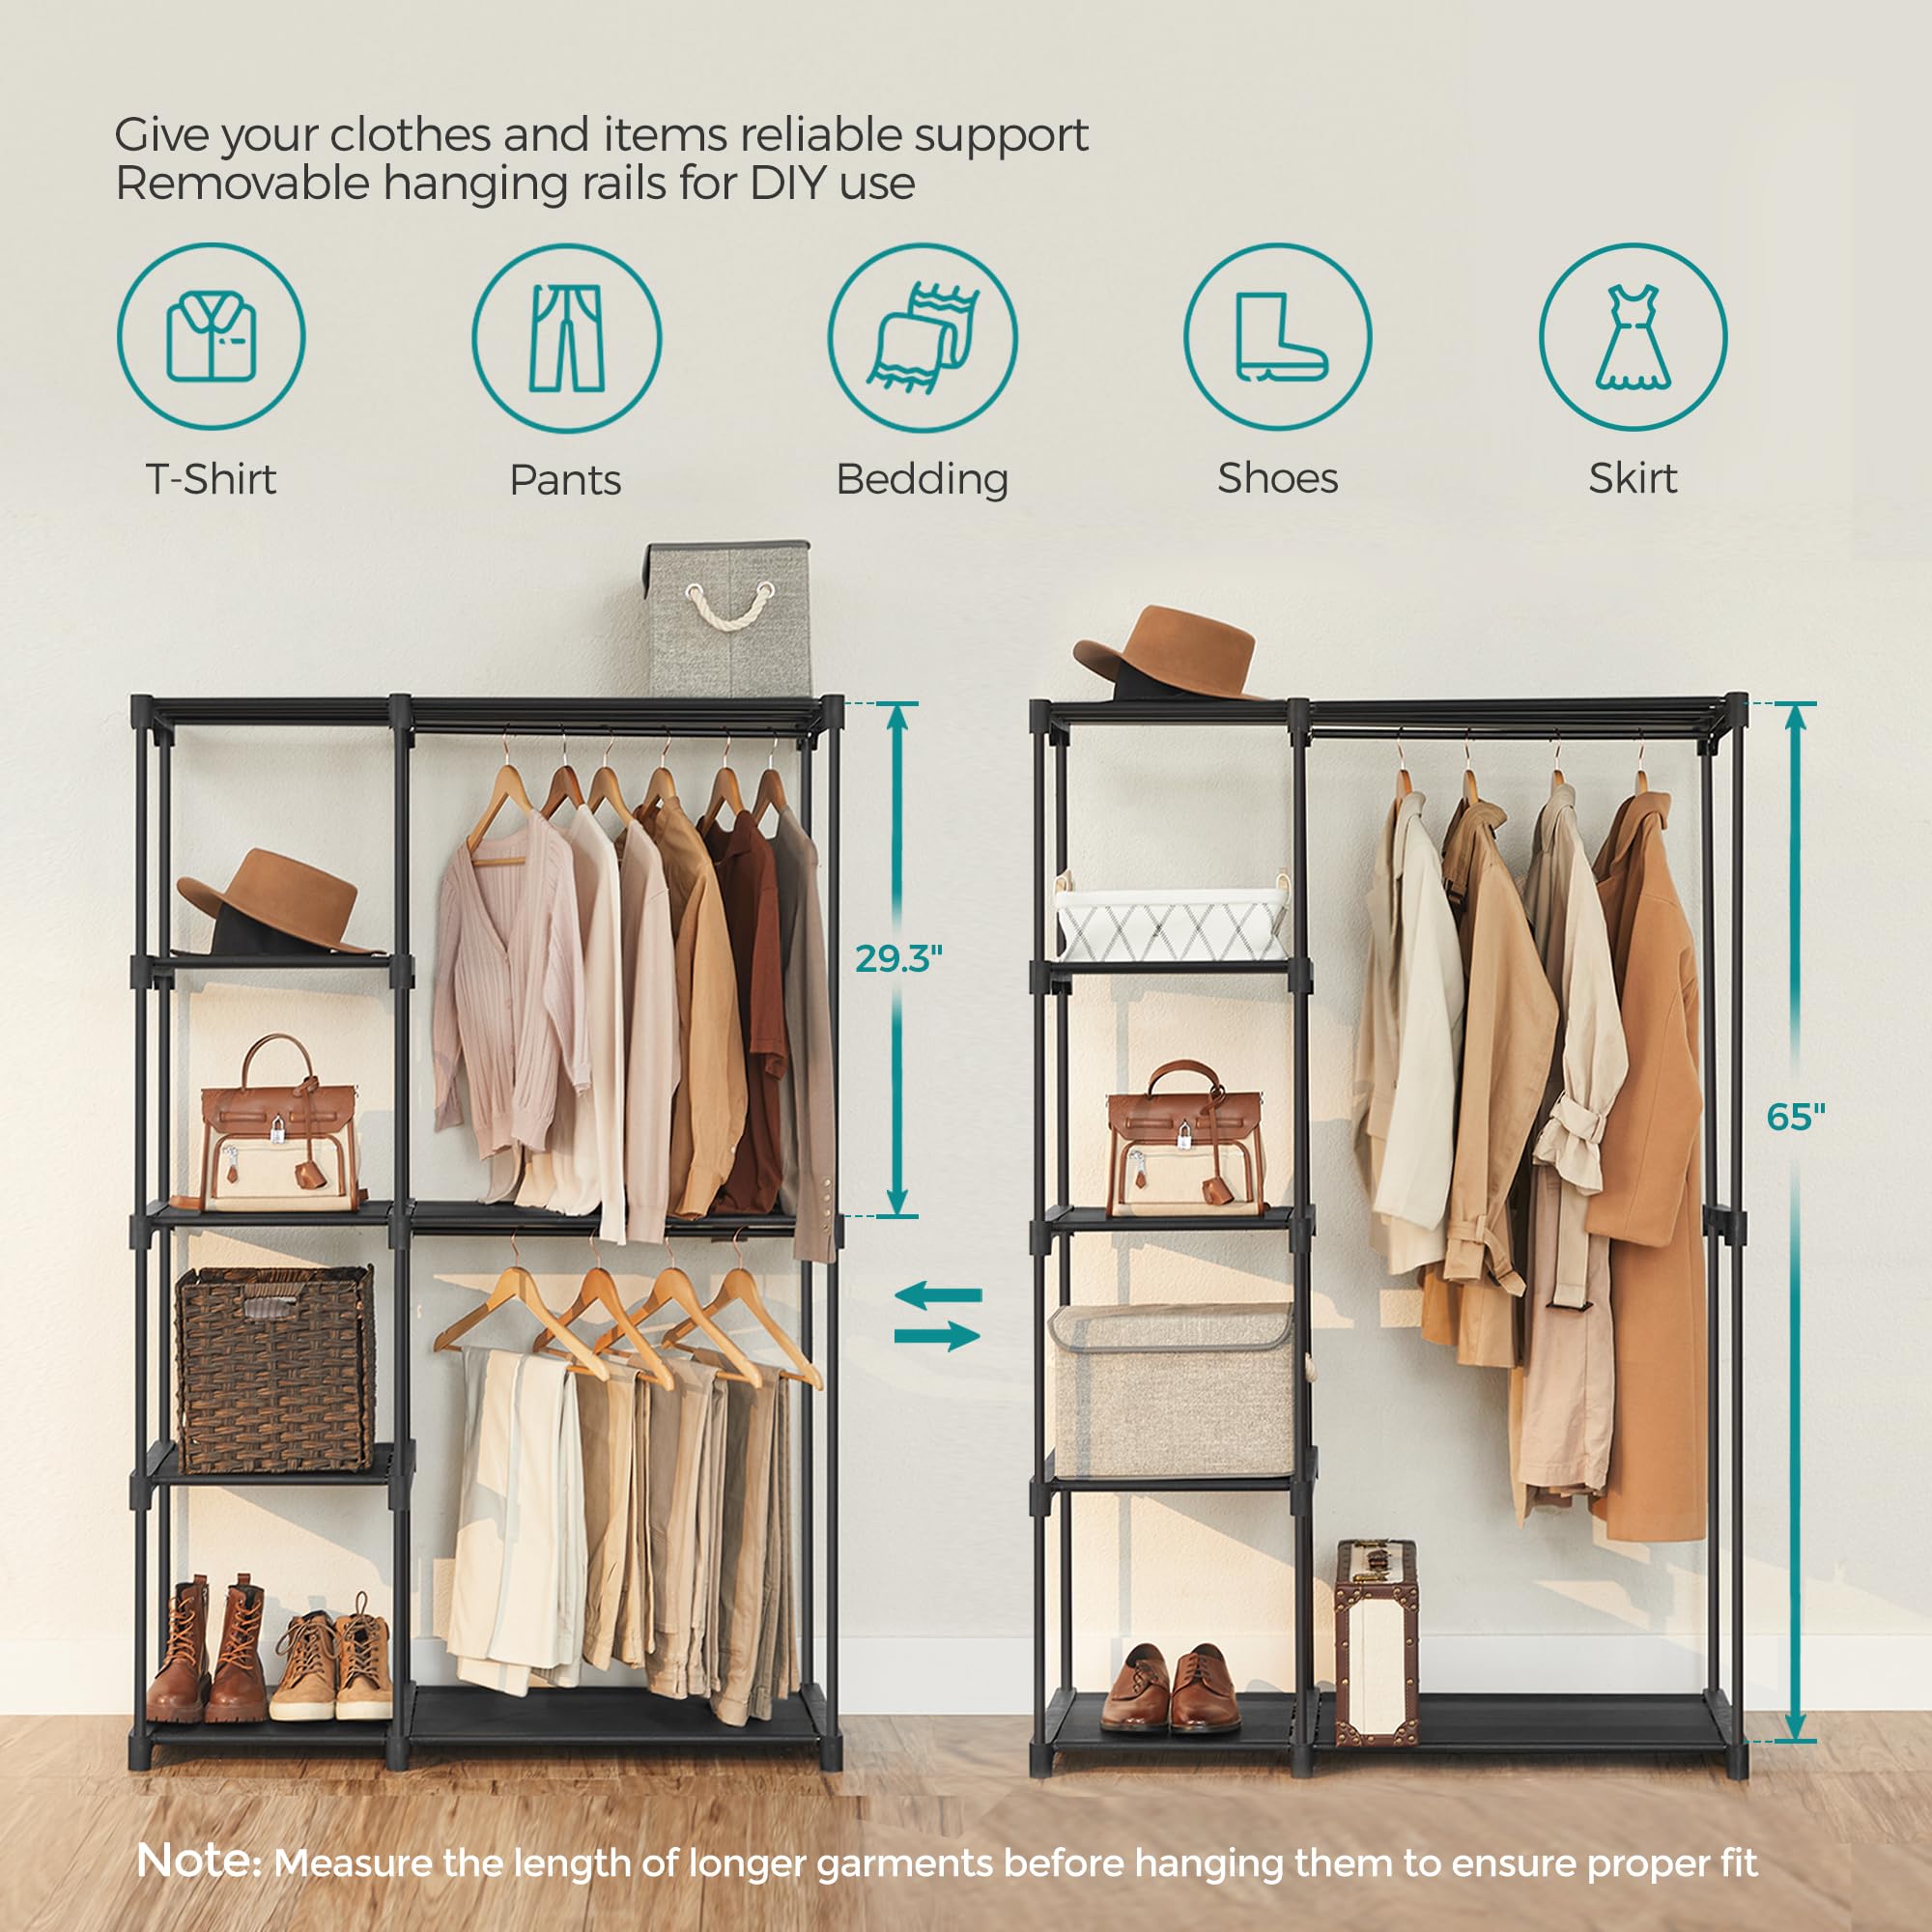 Give your clothes and items reliable support
Removable hanging rails for DIY use
T-Shirt
Pants
Bedding
Shoes
Skirt
29.3"
65"
Note: Measure the length of longer garments before hanging them to ensure proper fit